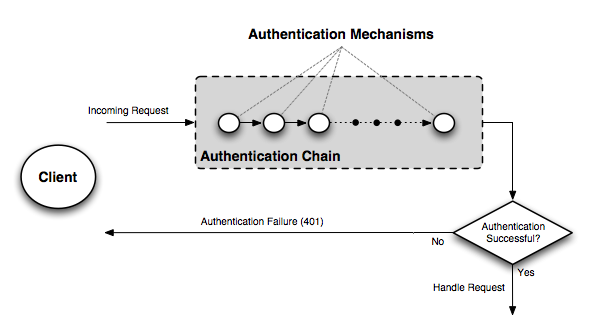 Authentication Mechanisms
Incoming Request
Authentication Chain
Client
Authentication Failure (401)
Authentication
Successful?
No
Yes
Handle Request